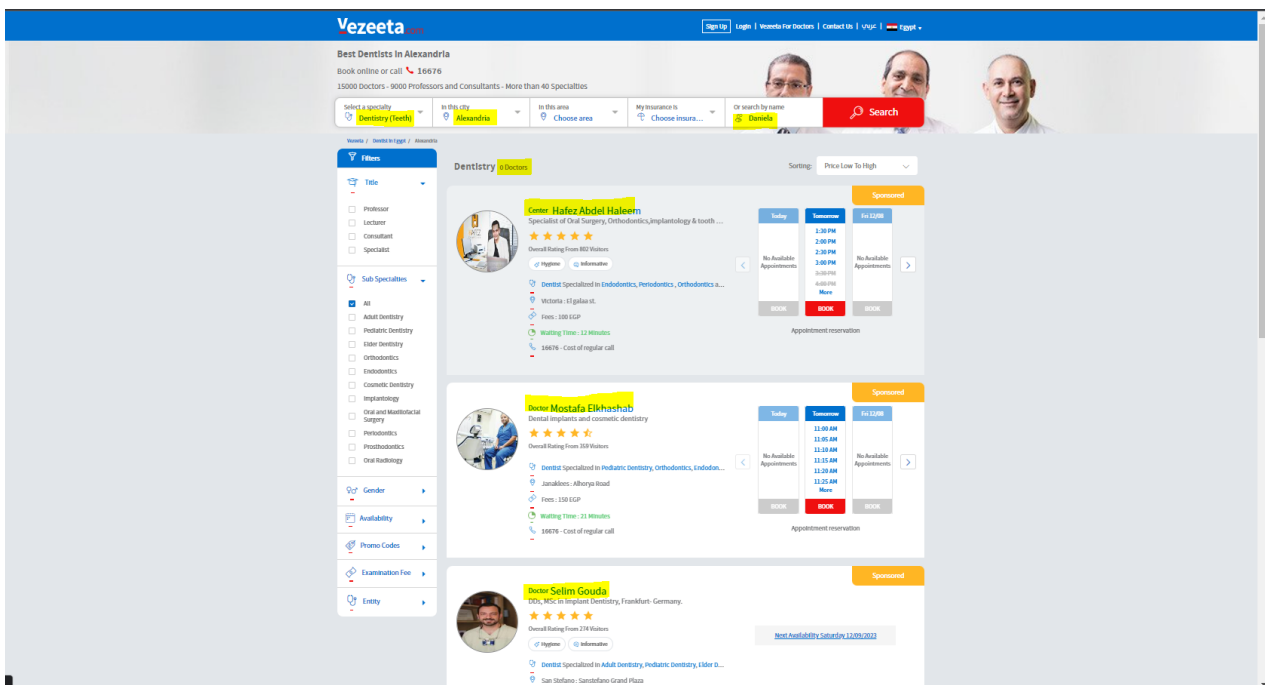 Vezeeta.com
Sign Up Login | Vezeeta For Doctors | Contact Us | عربي | Egypt
Best Dentists in Alexandria
Book online or call 16676
15000 Doctors - 9000 Professors and Consultants - More than 40 Specialties
Select a specialty In this city In this area My Insurance is Or search by name
Dentistry (Teeth) Alexandria Choose area Choose insura... Daniela Search
Vezeeta / Dentist in Egypt / Alexandria
Filters
Title
Professor
Lecturer
Consultant
Specialist
Sub Specialties
All
Adult Dentistry
Pediatric Dentistry
Elder Dentistry
Orthodontics
Endodontics
Cosmetic Dentistry
Implantology
Oral and Maxillofacial
Surgery
Periodontics
Prosthodontics
Oral Radiology
Gender
Availability
Promo Codes
Examination Fee
Entity
Dentistry 0 Doctors
Sorting: Price Low To High
Sponsored
Center Hafez Abdel Haleem
Specialist of Oral Surgery, Orthodontics,implantology & tooth ...
Overall Rating From 802 Visitors
Hygiene Informative
Dentist Specialized in Endodontics, Periodontics , Orthodontics a...
Victoria : El galaa st.
Fees : 100 EGP
Waiting Time : 12 Minutes
16676 - Cost of regular call
Today Tomorrow Fri 12/08
No Available
Appointments
1:30 PM
2:00 PM
2:30 PM
3:00 PM
3:30 PM
4:00 PM
More
No Available
Appointments
BOOK BOOK BOOK
Appointment reservation
Sponsored
Doctor Mostafa Elkhashab
Dental implants and cosmetic dentistry
Overall Rating From 359 Visitors
Dentist Specialized in Pediatric Dentistry, Orthodontics, Endodon...
Janaklees : Alhorya Road
Fees : 150 EGP
Waiting Time : 21 Minutes
16676 - Cost of regular call
Today Tomorrow Fri 12/08
No Available
Appointments
11:00 AM
11:05 AM
11:10 AM
11:15 AM
11:20 AM
11:25 AM
More
No Available
Appointments
BOOK BOOK BOOK
Appointment reservation
Sponsored
Doctor Selim Gouda
DDs, MSc in Implant Dentistry, Frankfurt- Germany.
Overall Rating From 274 Visitors
Hygiene Informative
Dentist Specialized in Adult Dentistry, Pediatric Dentistry, Elder D...
San Stefano : Sanstefano Grand Plaza
Next Availability Saturday 12/09/2023